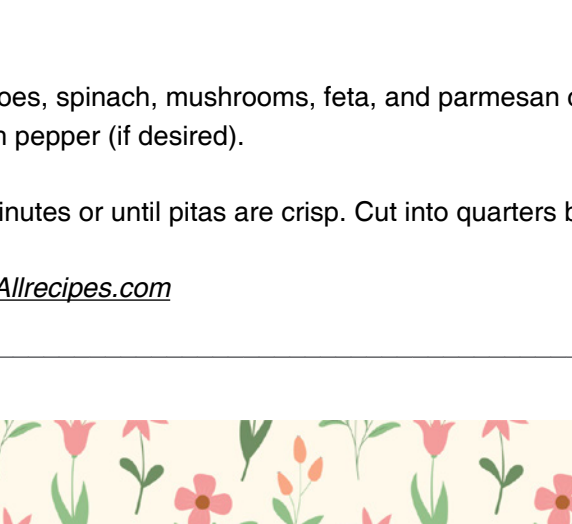 oes, spinach, mushrooms, feta, and parmesan
pepper (if desired).
inutes or until pitas are crisp. Cut into quarters
Allrecipes.com